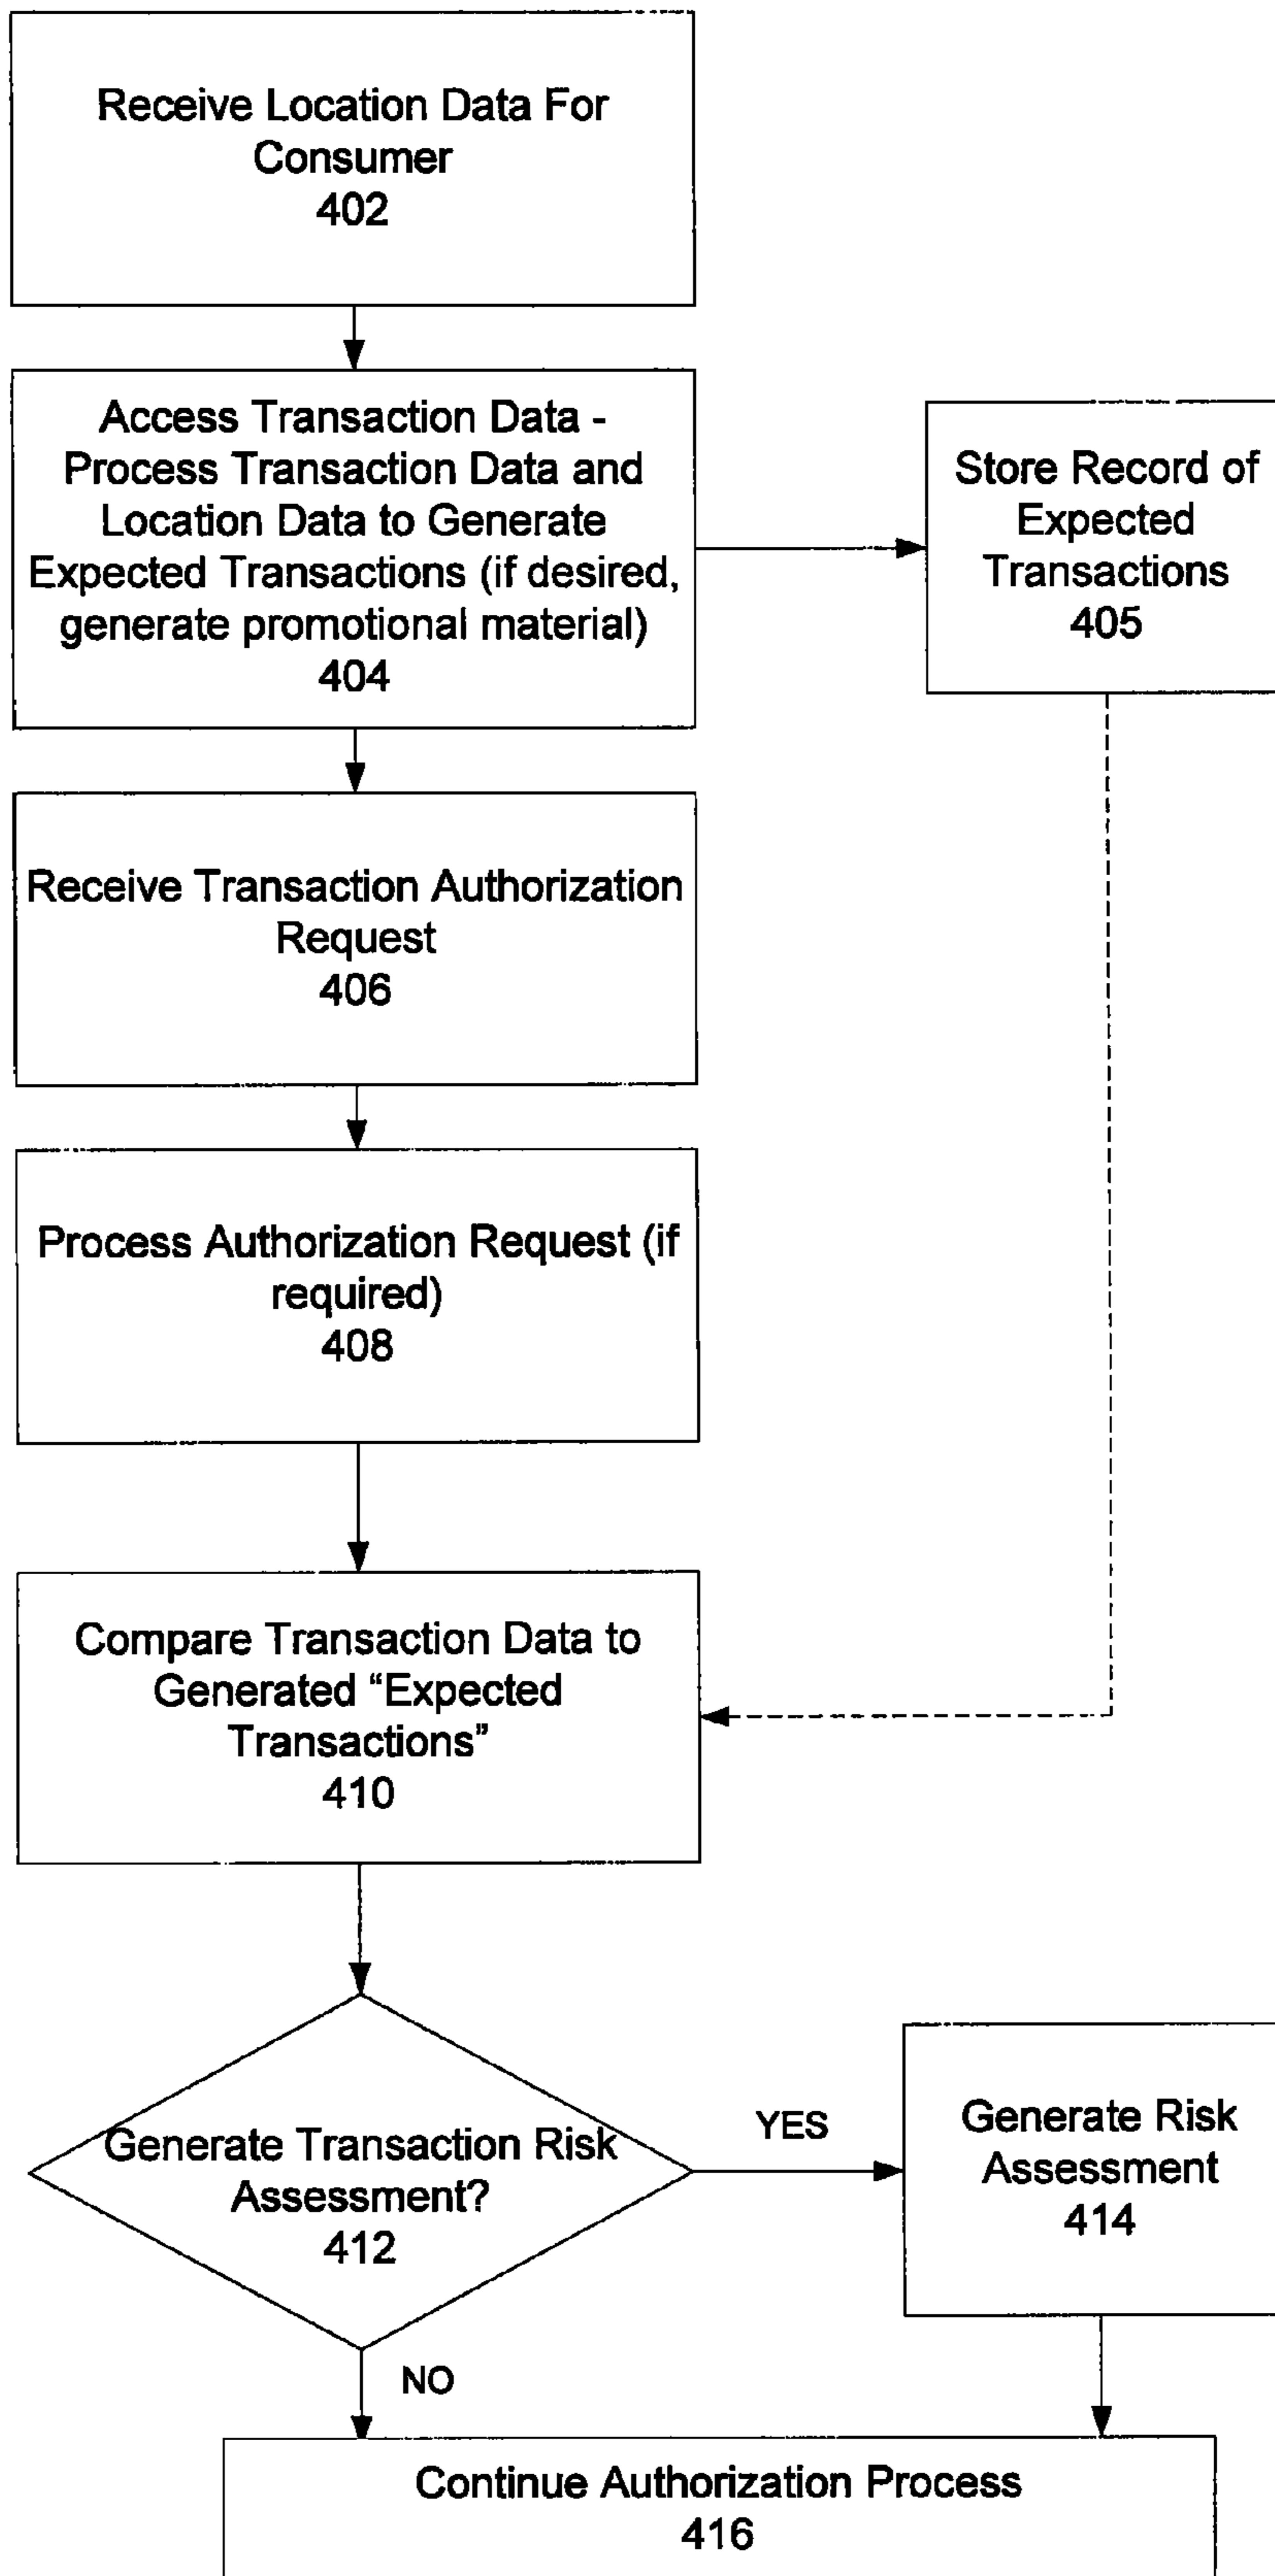 Receive Location Data For
Consumer
402
Access Transaction Data -
Process Transaction Data and
Location Data to Generate
Expected Transactions (if desired,
generate promotional material)
404
Store Record of
Expected
Transactions
405
Receive Transaction Authorization
Request
406
Process Authorization Request (if
required)
408
Compare Transaction Data to
Generated “Expected
Transactions”
410
Generate Transaction Risk
Assessment?
412
YES
Generate Risk
Assessment
414
NO
Continue Authorization Process
416